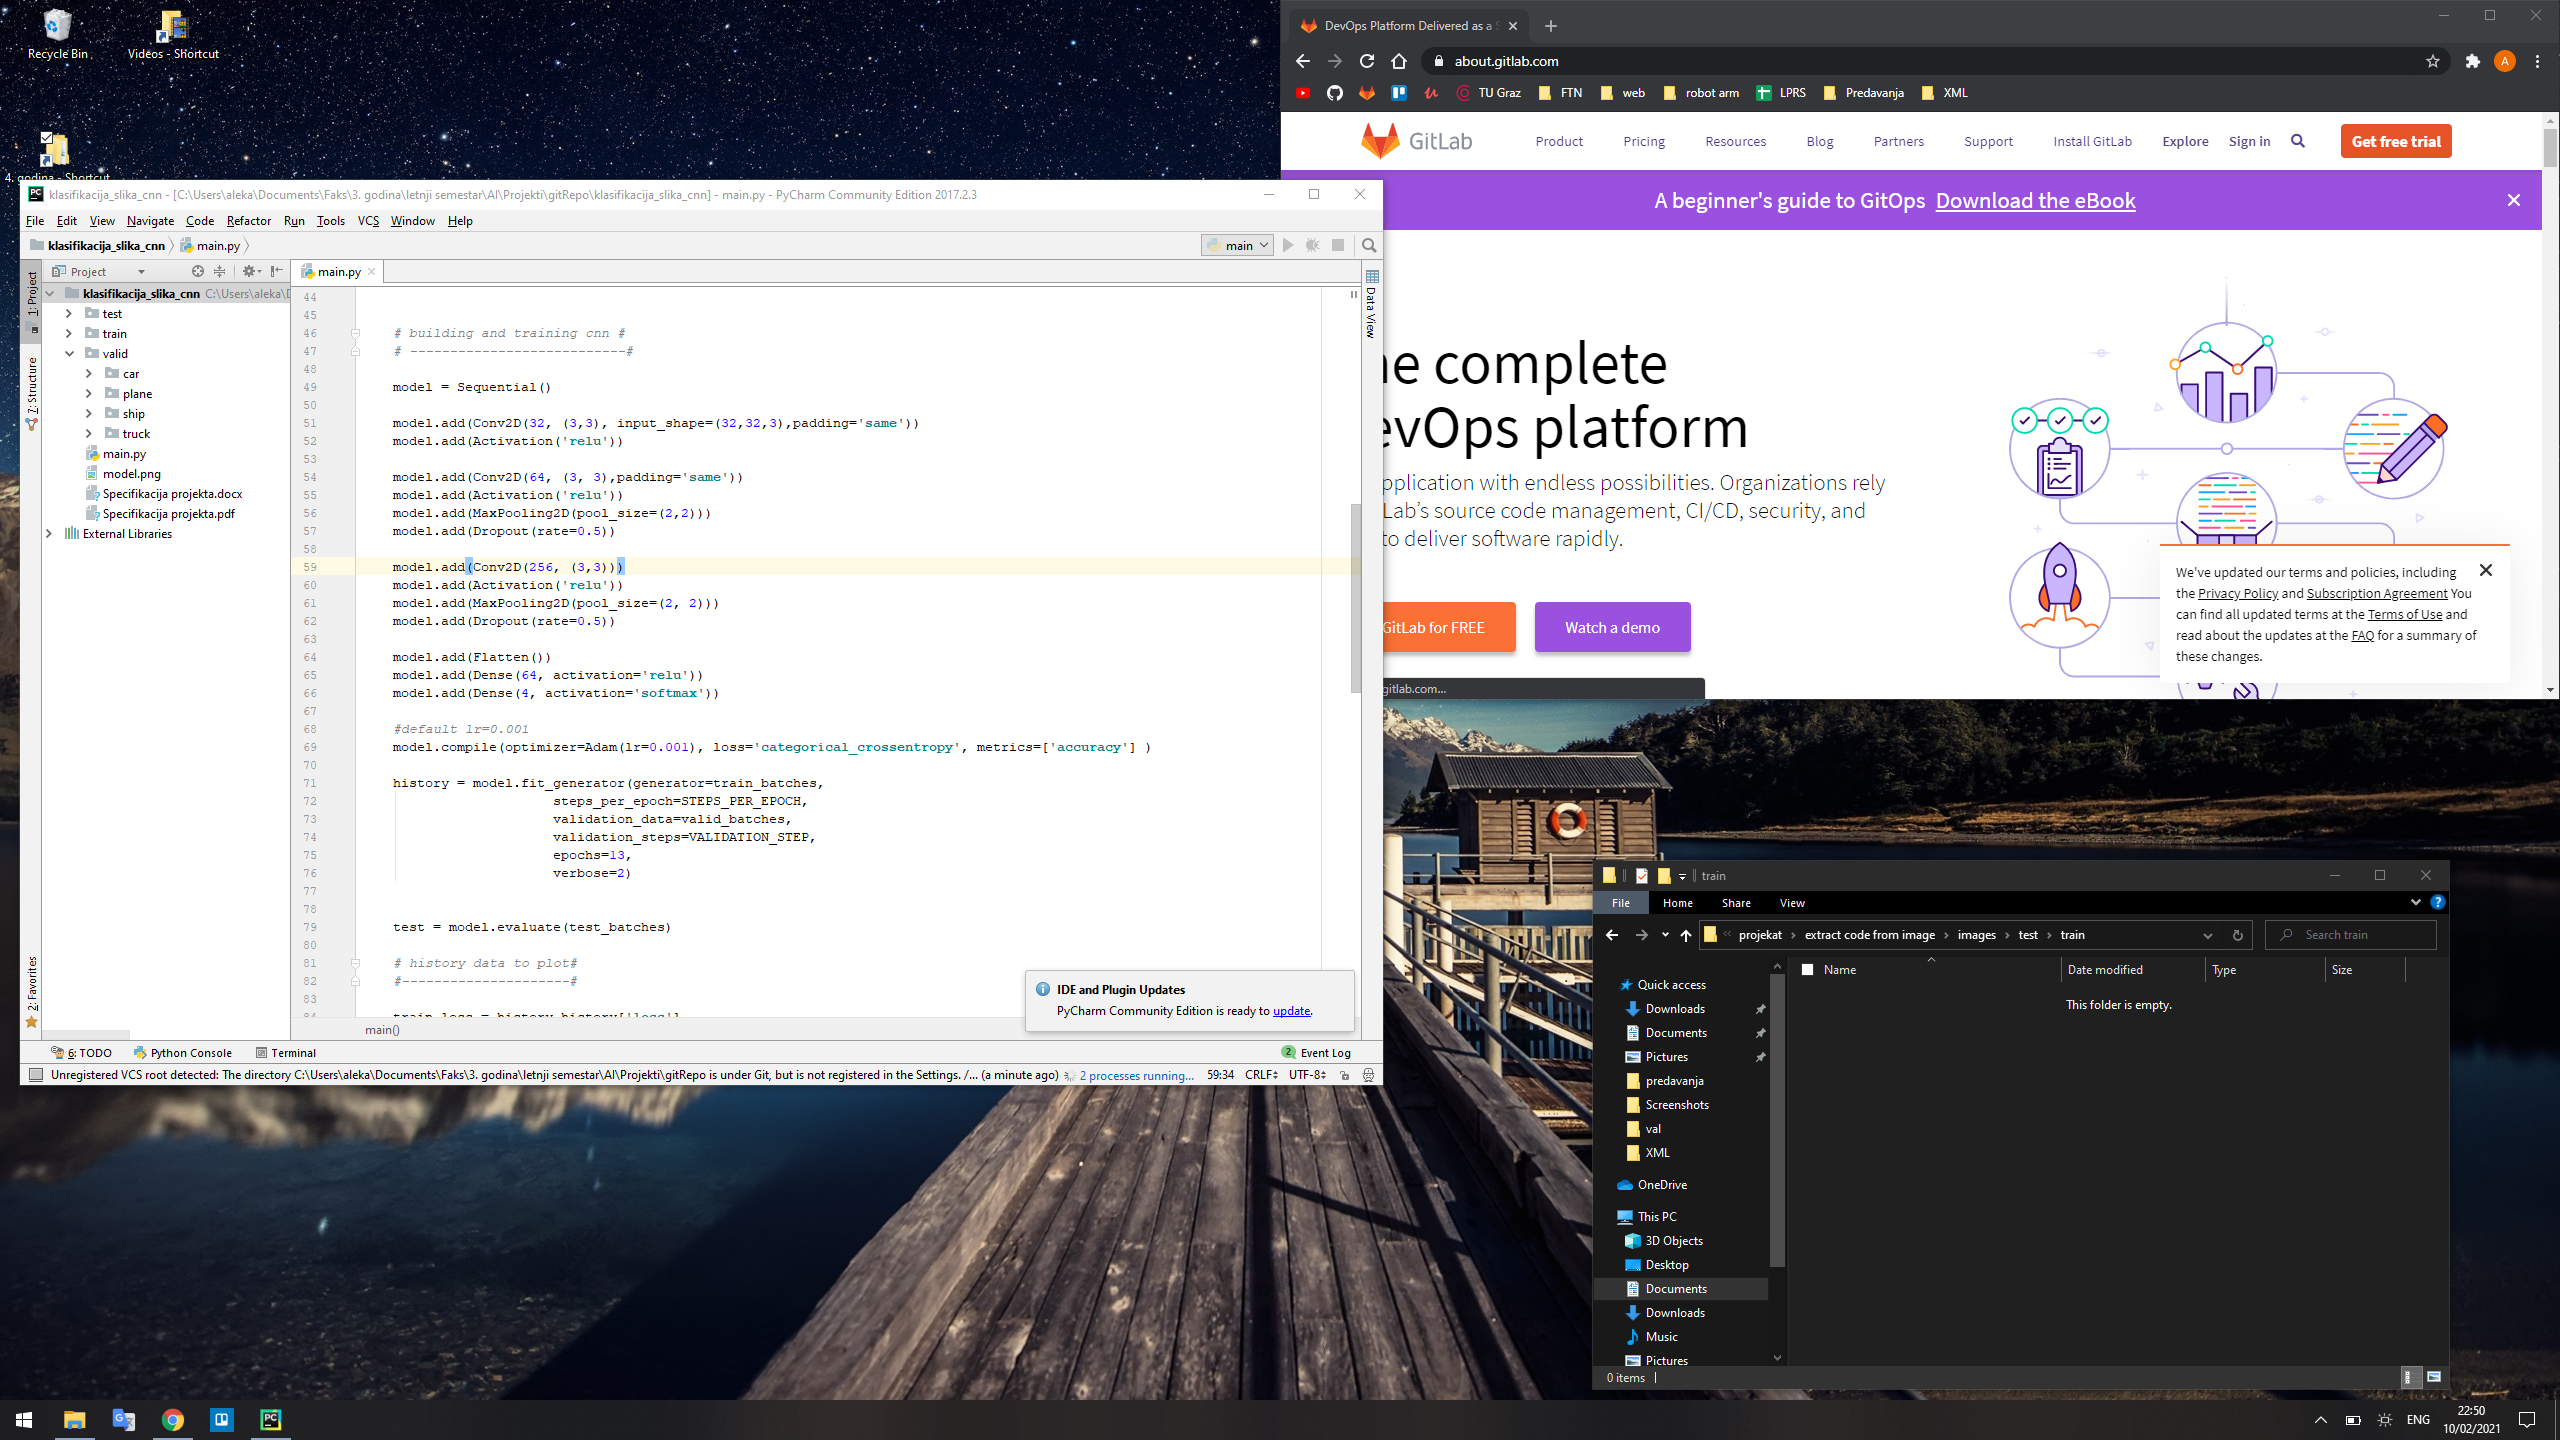 Recycle Bin
Videos - Shortcut
4. godina - Shortcut
klasifikacija_slika_cnn - [C:\Users\aleka\Documents\Faks\3. godina\letnji semestar\AI\Projekti\gitRepo\klasifikacija_slika_cnn] - main.py - PyCharm Community Edition 2017.2.3
File Edit View Navigate Code Refactor Run Tools VCS Window Help
klasifikacija_slika_cnn main.py
main
1: Project
7: Structure
2: Favorites
Project
klasifikacija_slika_cnn C:\Users\aleka\
test
train
valid
car
plane
ship
truck
main.py
model.png
Specifikacija projekta.docx
Specifikacija projekta.pdf
External Libraries
main.py
Data View
44
45
46 # building and training cnn #
47 # ---------------------------#
48
49 model = Sequential()
50
51 model.add(Conv2D(32, (3,3), input_shape=(32,32,3),padding='same'))
52 model.add(Activation('relu'))
53
54 model.add(Conv2D(64, (3, 3),padding='same'))
55 model.add(Activation('relu'))
56 model.add(MaxPooling2D(pool_size=(2,2)))
57 model.add(Dropout(rate=0.5))
58
59 model.add(Conv2D(256, (3,3)))
60 model.add(Activation('relu'))
61 model.add(MaxPooling2D(pool_size=(2, 2)))
62 model.add(Dropout(rate=0.5))
63
64 model.add(Flatten())
65 model.add(Dense(64, activation='relu'))
66 model.add(Dense(4, activation='softmax'))
67
68 #default lr=0.001
69 model.compile(optimizer=Adam(lr=0.001), loss='categorical_crossentropy', metrics=['accuracy'] )
70
71 history = model.fit_generator(generator=train_batches,
72 steps_per_epoch=STEPS_PER_EPOCH,
73 validation_data=valid_batches,
74 validation_steps=VALIDATION_STEP,
75 epochs=13,
76 verbose=2)
77
78
79 test = model.evaluate(test_batches)
80
81 # history data to plot#
82 #---------------------#
83
84 train_loss = history.history['loss']
main()
IDE and Plugin Updates
PyCharm Community Edition is ready to update.
6: TODO Python Console Terminal
2 Event Log
Unregistered VCS root detected: The directory C:\Users\aleka\Documents\Faks\3. godina\letnji semestar\AI\Projekti\gitRepo is under Git, but is not registered in the Settings. /... (a minute ago) 2 processes running... 59:34 CRLF UTF-8
DevOps Platform Delivered as a S
about.gitlab.com
A
TU Graz FTN web robot arm LPRS Predavanja XML
GitLab
Product Pricing Resources Blog Partners Support Install GitLab Explore Sign in
Get free trial
A beginner's guide to GitOps Download the eBook
he complete
evOps platform
pplication with endless possibilities. Organizations rely
Lab’s source code management, CI/CD, security, and
to deliver software rapidly.
GitLab for FREE
Watch a demo
gitlab.com...
We've updated our terms and policies, including
the Privacy Policy and Subscription Agreement You
can find all updated terms at the Terms of Use and
read about the updates at the FAQ for a summary of
these changes.
train
File Home Share View
projekat extract code from image images test train
Search train
Name Date modified Type Size
This folder is empty.
Quick access
Downloads
Documents
Pictures
predavanja
Screenshots
val
XML
OneDrive
This PC
3D Objects
Desktop
Documents
Downloads
Music
Pictures
0 items
PC
ENG
22:50
10/02/2021